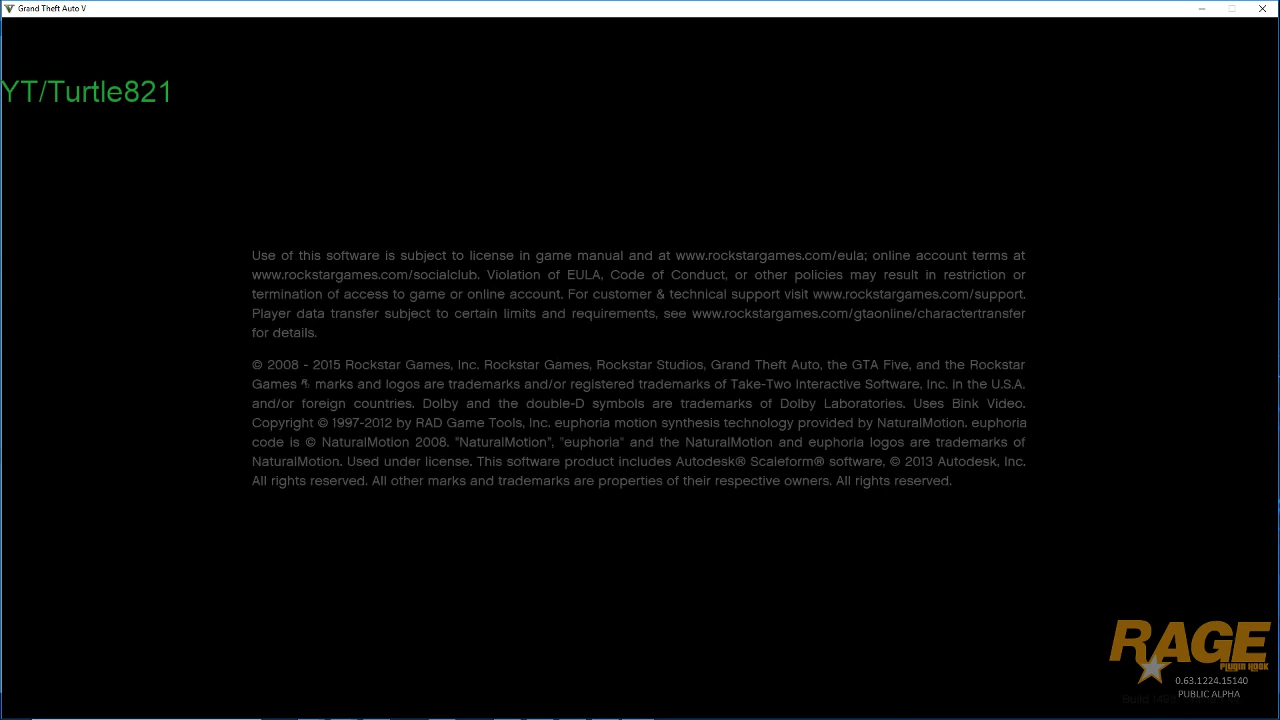 Grand Theft Auto V
YT/Turtle821
Use of this software is subject to license in game manual and at www.rockstargames.com/eula; online account terms at
www.rockstargames.com/socialclub. Violation of EULA, Code of Conduct, or other policies may result in restriction or
termination of access to game or online account. For customer & technical support visit www.rockstargames.com/support.
Player data transfer subject to certain limits and requirements, see www.rockstargames.com/gtaonline/charactertransfer
for details.
© 2008 - 2015 Rockstar Games, Inc. Rockstar Games, Rockstar Studios, Grand Theft Auto, the GTA Five, and the Rockstar
Games R* marks and logos are trademarks and/or registered trademarks of Take-Two Interactive Software, Inc. in the U.S.A.
and/or foreign countries. Dolby and the double-D symbols are trademarks of Dolby Laboratories. Uses Bink Video.
Copyright © 1997-2012 by RAD Game Tools, Inc. euphoria motion synthesis technology provided by NaturalMotion. euphoria
code is © NaturalMotion 2008. "NaturalMotion", "euphoria" and the NaturalMotion and euphoria logos are trademarks of
NaturalMotion. Used under license. This software product includes Autodesk® Scaleform® software, © 2013 Autodesk, Inc.
All rights reserved. All other marks and trademarks are properties of their respective owners. All rights reserved.
RAGE
PLUGIN HOOK
0.63.1224.15140
PUBLIC ALPHA
Build